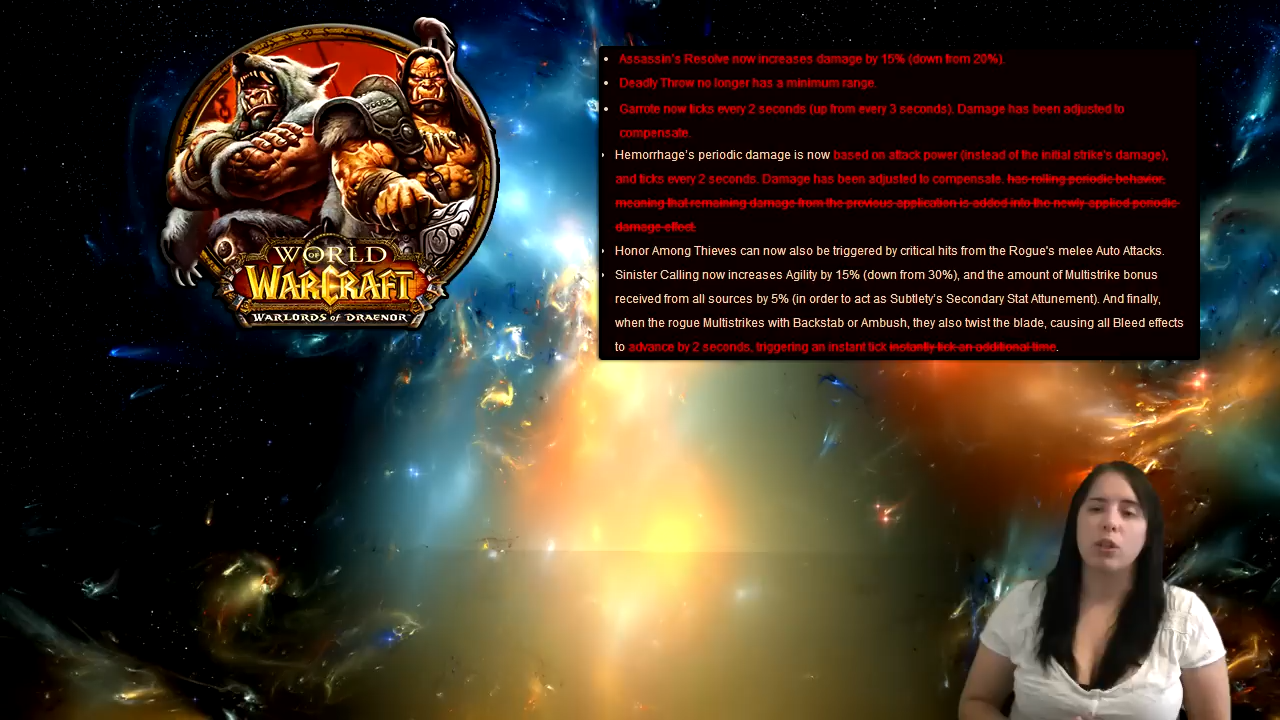 WORLD OF
WARCRAFT
WARLORDS OF DRAENOR
• Assassin's Resolve now increases damage by 15% (down from 20%).
• Deadly Throw no longer has a minimum range.
• Garrote now ticks every 2 seconds (up from every 3 seconds). Damage has been adjusted to
compensate.
• Hemorrhage's periodic damage is now based on attack power (instead of the initial strike's damage),
and ticks every 2 seconds. Damage has been adjusted to compensate. has rolling periodic behavior,
meaning that remaining damage from the previous application is added into the newly applied periodic
damage effect.
• Honor Among Thieves can now also be triggered by critical hits from the Rogue's melee Auto Attacks.
• Sinister Calling now increases Agility by 15% (down from 30%), and the amount of Multistrike bonus
received from all sources by 5% (in order to act as Subtlety's Secondary Stat Attunement). And finally,
when the rogue Multistrikes with Backstab or Ambush, they also twist the blade, causing all Bleed effects
to advance by 2 seconds, triggering an instant tick instantly tick an additional time.